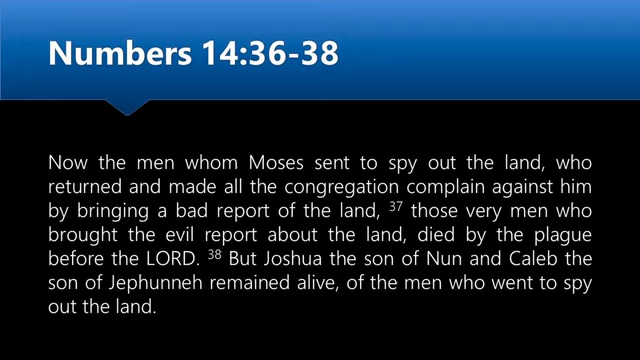 Numbers 14:36-38
Now the men whom Moses sent to spy out the land, who
returned and made all the congregation complain against him
by bringing a bad report of the land, 37 those very men who
brought the evil report about the land, died by the plague
before the LORD. 38 But Joshua the son of Nun and Caleb the
son of Jephunneh remained alive, of the men who went to spy
out the land.